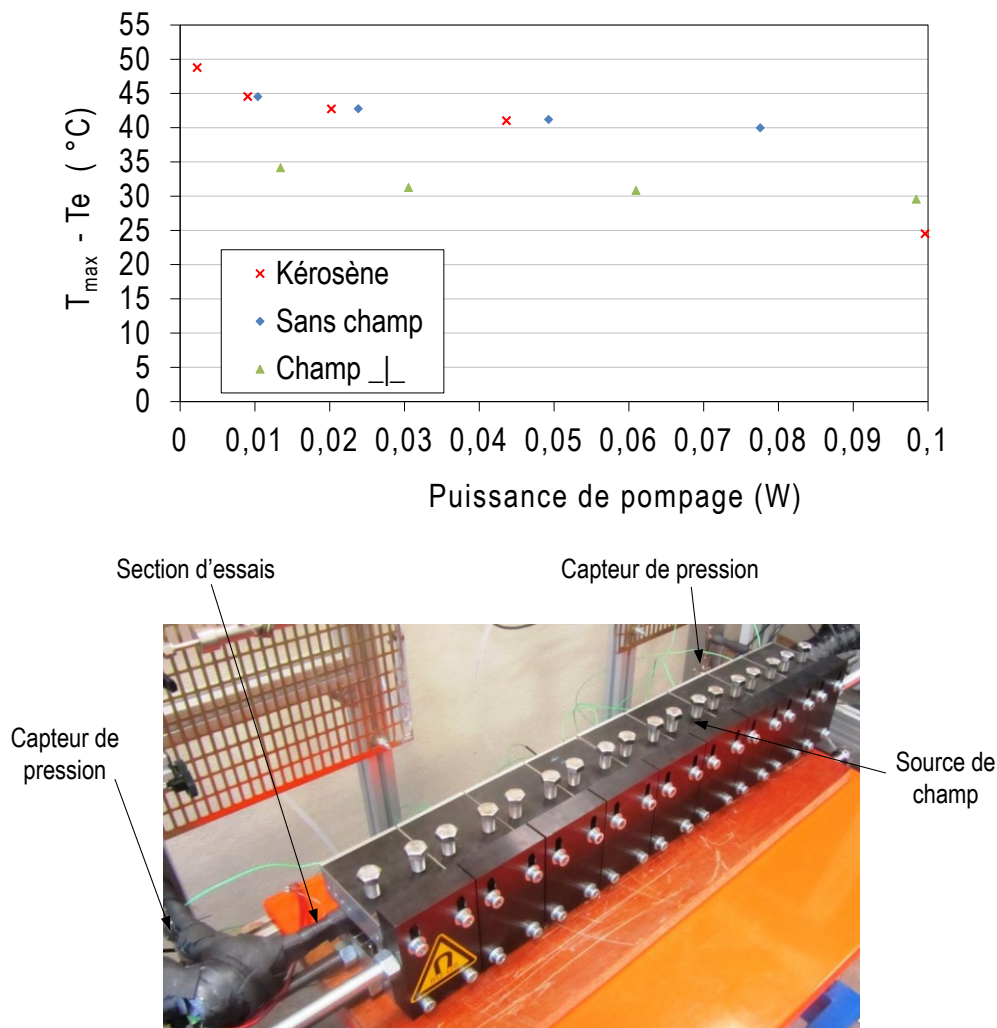 55
50
45
40
35
30
25
20
15
10
5
0
T_max - Te ( °C)
Kérosène
Sans champ
Champ _|_
0 0,01 0,02 0,03 0,04 0,05 0,06 0,07 0,08 0,09 0,1
Puissance de pompage (W)
Section d'essais
Capteur de pression
Capteur de
pression
Source de
champ